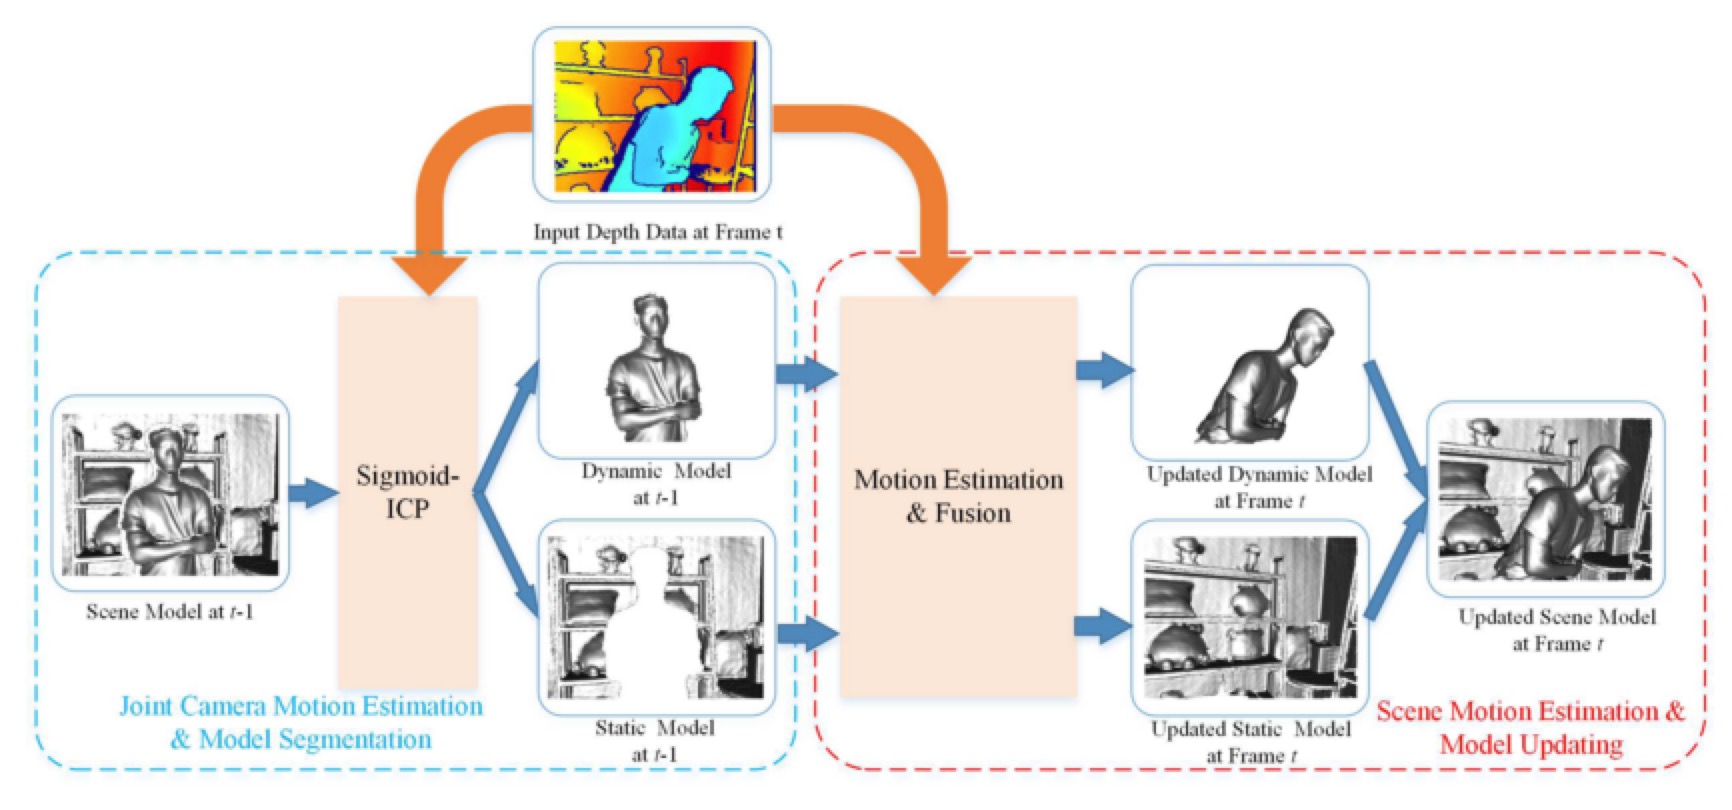 Input Depth Data at Frame t
Scene Model at t-1
Sigmoid-
ICP
Dynamic Model
at t-1
Static Model
at t-1
Joint Camera Motion Estimation
& Model Segmentation
Motion Estimation
& Fusion
Updated Dynamic Model
at Frame t
Updated Static Model
at Frame t
Updated Scene Model
at Frame t
Scene Motion Estimation &
Model Updating